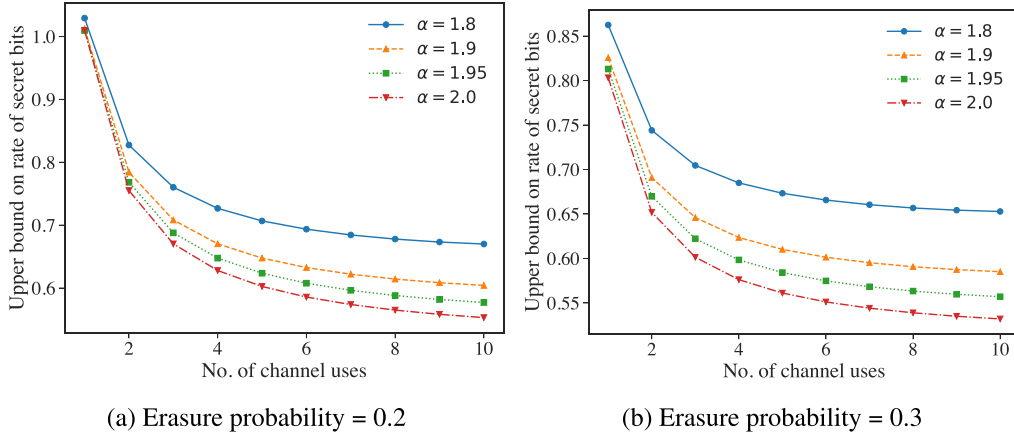 Upper bound on rate of secret bits
1.0
0.9
0.8
0.7
0.6
α = 1.8
α = 1.9
α = 1.95
α = 2.0
2
4
6
8
10
No. of channel uses
(a) Erasure probability = 0.2
Upper bound on rate of secret bits
0.85
0.80
0.75
0.70
0.65
0.60
0.55
α = 1.8
α = 1.9
α = 1.95
α = 2.0
2
4
6
8
10
No. of channel uses
(b) Erasure probability = 0.3